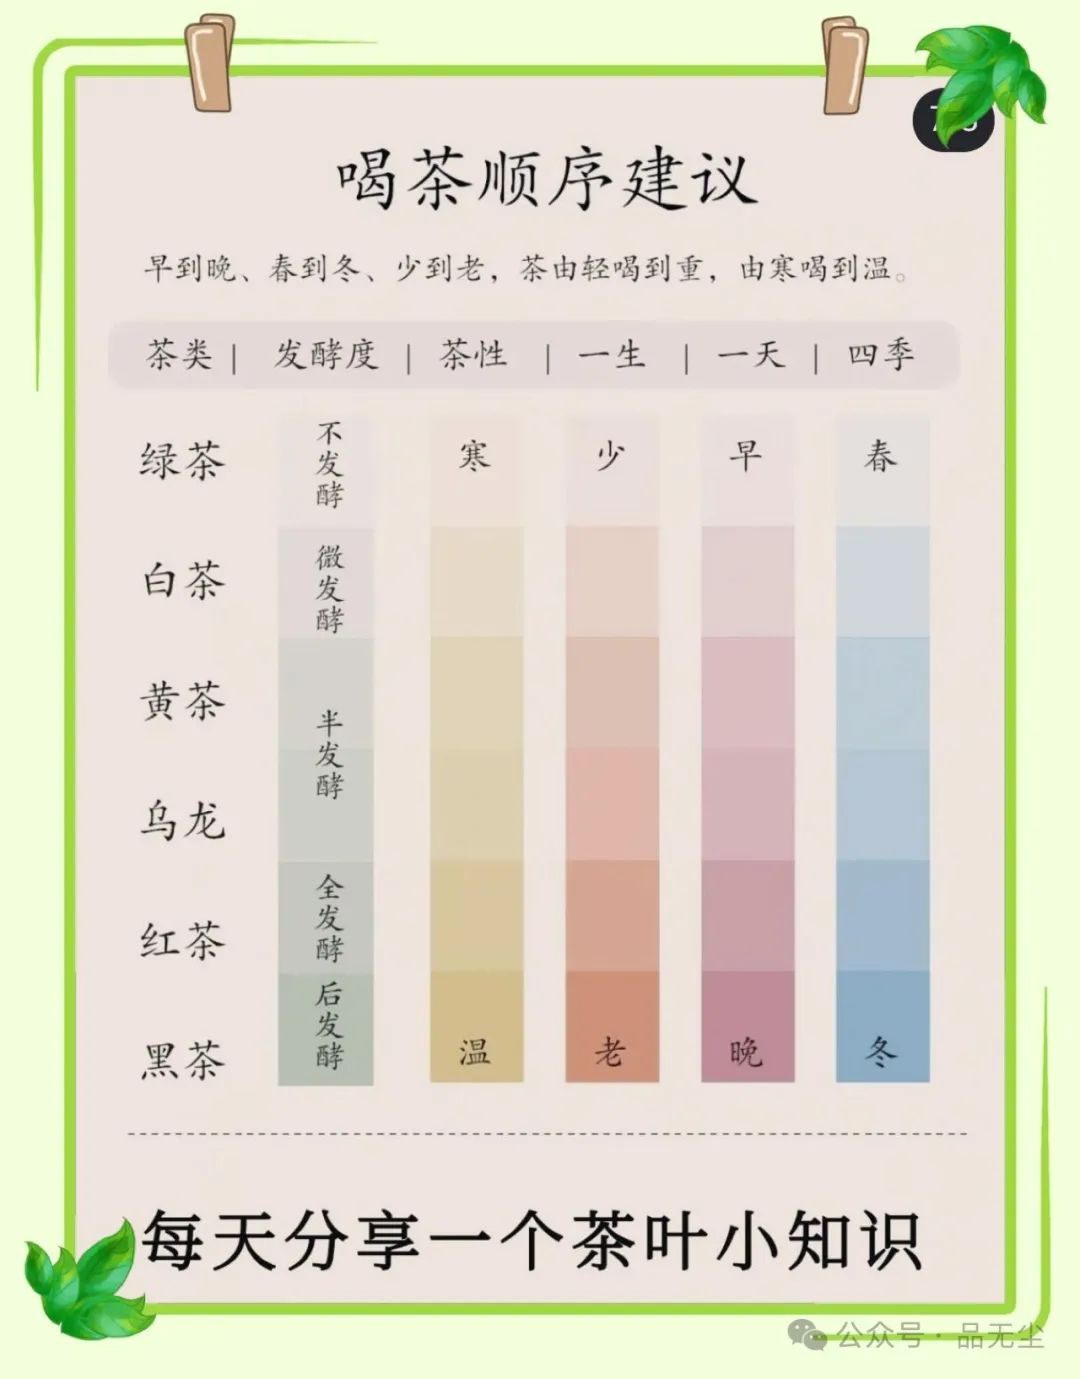 喝茶顺序建议
早到晚、春到冬、少到老，茶由轻喝到重，由寒喝到温。
茶类 | 发酵度 | 茶性 | 一生 | 一天 | 四季
绿茶 不发酵 寒 少 早 春
白茶 微发酵
黄茶
半发酵
乌龙
红茶 全发酵
黑茶 后发酵 温 老 晚 冬
每天分享一个茶叶小知识
公众号·品无尘